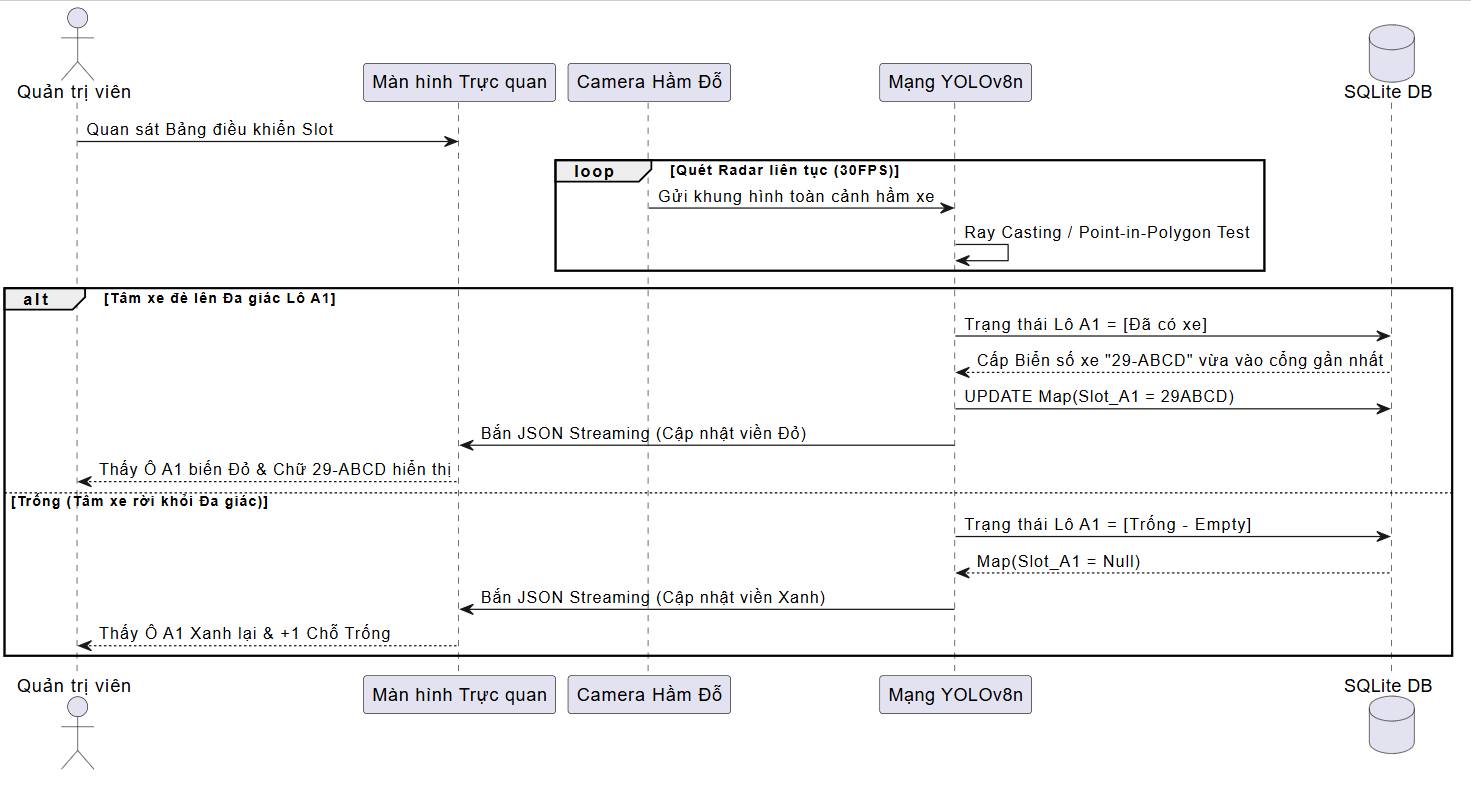 Quản trị viên
Màn hình Trực quan
Camera Hầm Đỗ
Mạng YOLOv8n
SQLite DB
Quan sát Bảng điều khiển Slot
loop
[Quét Radar liên tục (30FPS)]
Gửi khung hình toàn cảnh hầm xe
Ray Casting / Point-in-Polygon Test
alt
[Tâm xe đè lên Đa giác Lô A1]
Trạng thái Lô A1 = [Đã có xe]
Cấp Biển số xe "29-ABCD" vừa vào cổng gần nhất
UPDATE Map(Slot_A1 = 29ABCD)
Bắn JSON Streaming (Cập nhật viền Đỏ)
Thấy Ô A1 biến Đỏ & Chữ 29-ABCD hiển thị
[Trống (Tâm xe rời khỏi Đa giác)]
Trạng thái Lô A1 = [Trống - Empty]
Map(Slot_A1 = Null)
Bắn JSON Streaming (Cập nhật viền Xanh)
Thấy Ô A1 Xanh lại & +1 Chỗ Trống
Quản trị viên
Màn hình Trực quan
Camera Hầm Đỗ
Mạng YOLOv8n
SQLite DB